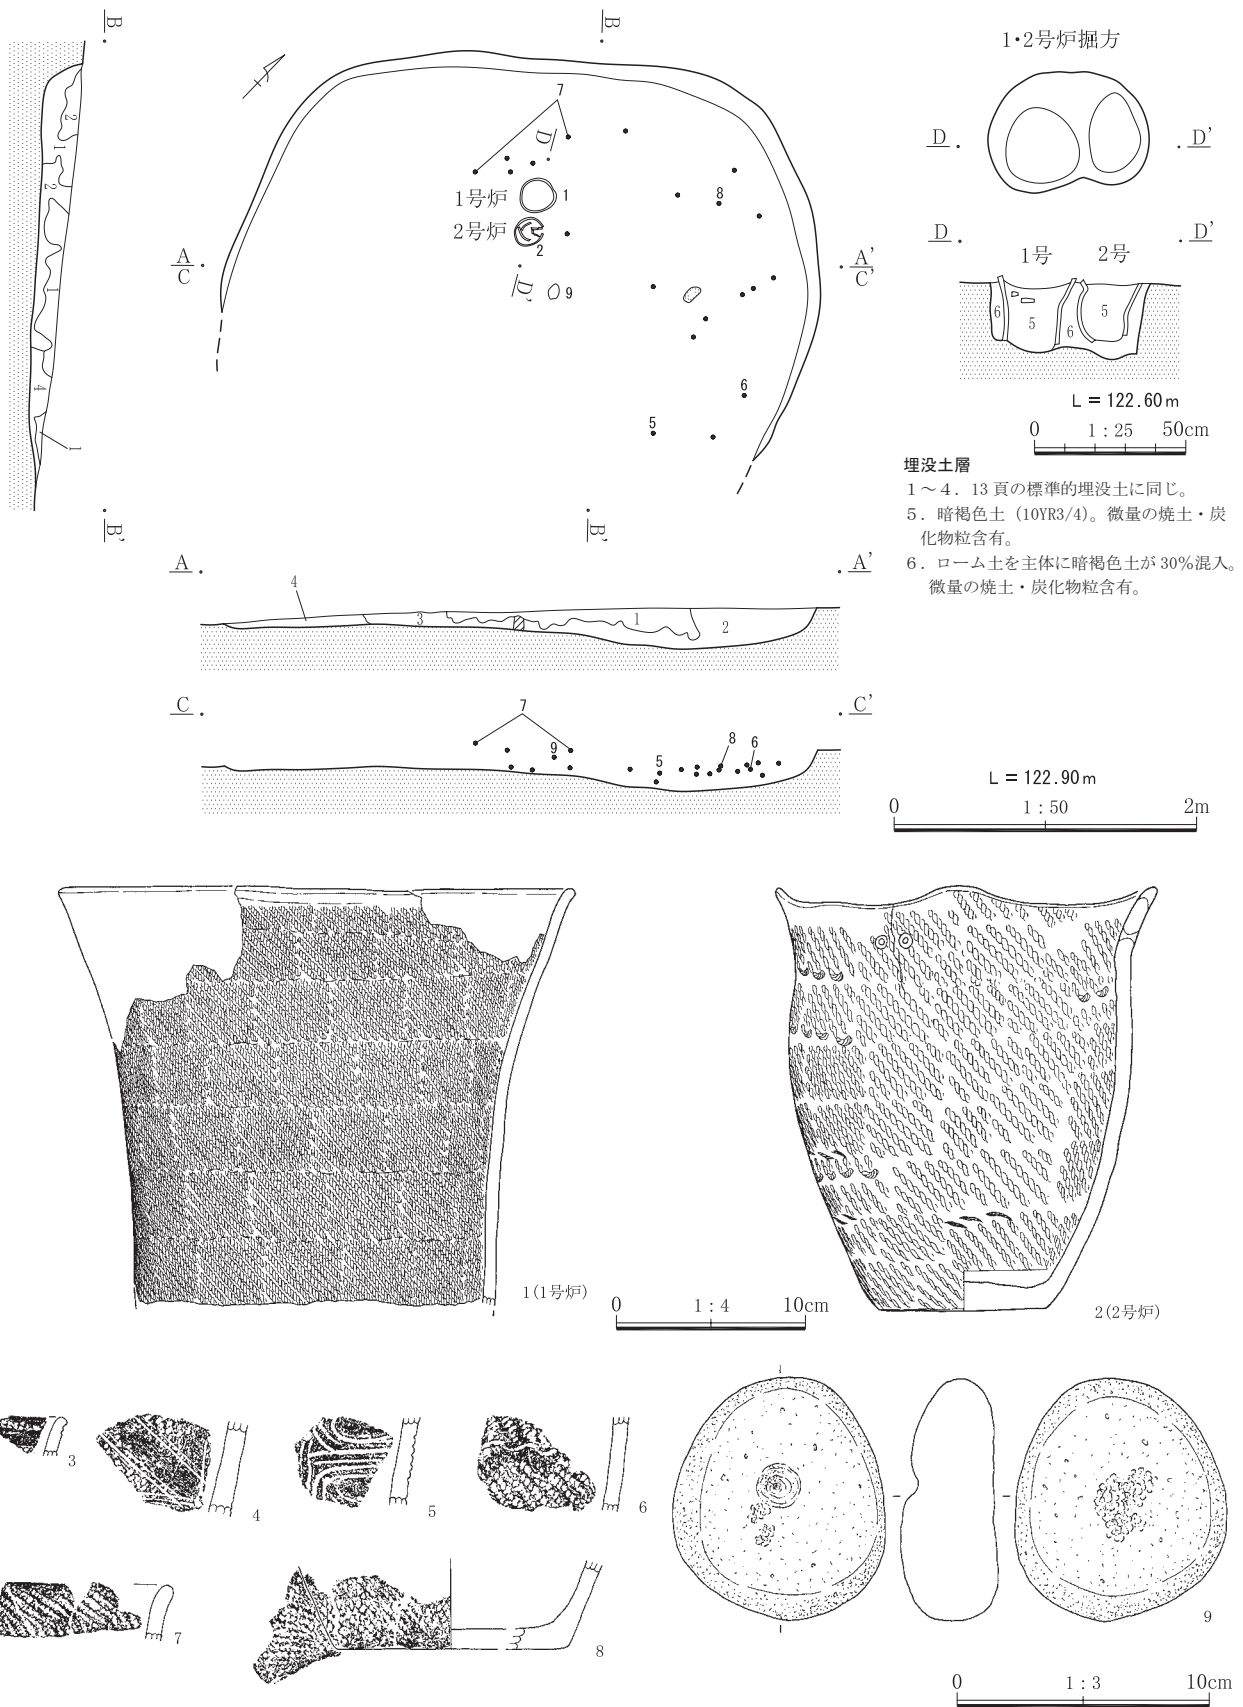 B
B
1・2号炉掘方
7
D
D
D'
1号炉
1
8
2号炉
2
A
C
A'
C'
D'
9
D
D'
1号
2号
6
5
6
5
L＝122.60m
0
1：25
50cm
2
1
2
1
4
1
6
5
B'
B'
埋没土層
1～4．13頁の標準的埋没土に同じ。
5．暗褐色土（10YR3/4）。微量の焼土・炭
化物粒含有。
6．ローム土を主体に暗褐色土が30％混入。
微量の焼土・炭化物粒含有。
A
A'
4
3
1
2
C
C'
7
9
5
8
6
L＝122.90m
0
1：50
2m
1(1号炉)
0
1：4
10cm
2(2号炉)
3
4
5
6
7
8
9
0
1：3
10cm